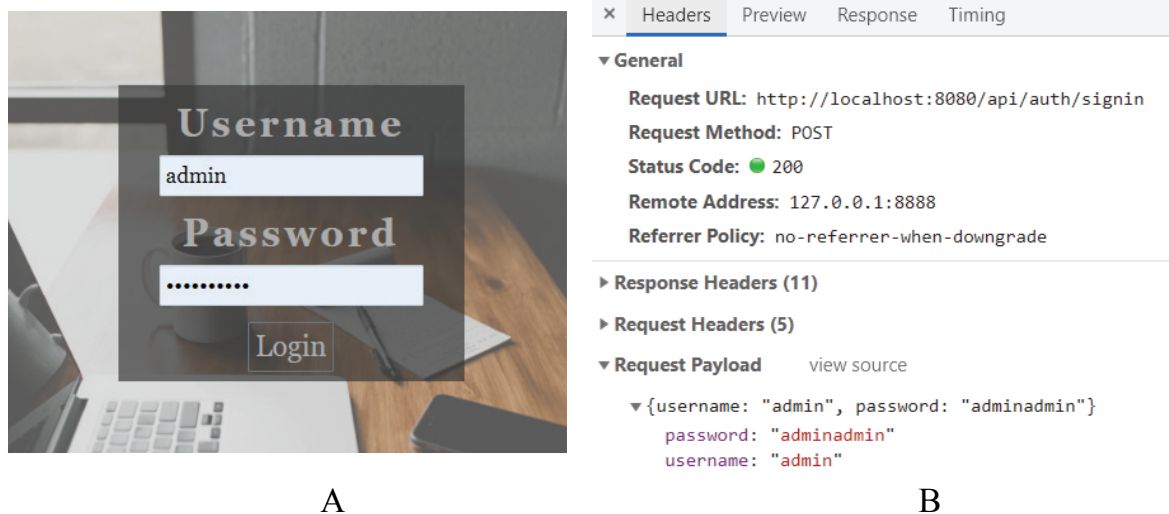 Username
admin
Password
••••••••••
Login
A
× Headers Preview Response Timing
▼ General
Request URL: http://localhost:8080/api/auth/signin
Request Method: POST
Status Code: 200
Remote Address: 127.0.0.1:8888
Referrer Policy: no-referrer-when-downgrade
▶ Response Headers (11)
▶ Request Headers (5)
▼ Request Payload view source
▼ {username: "admin", password: "adminadmin"}
password: "adminadmin"
username: "admin"
B